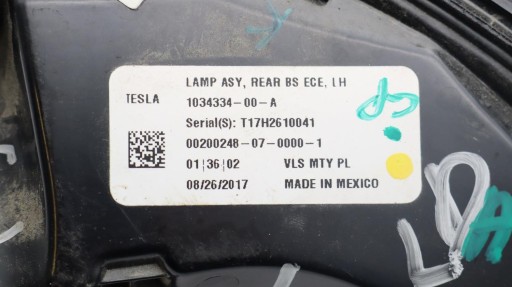 LAMP ASY, REAR BS ECE, LH
TESLA
1034334-00-A
Serial(S): T17H2610041
00200248-07-0000-1
01¦36¦02 VLS MTY PL
08/26/2017 MADE IN MEXICO